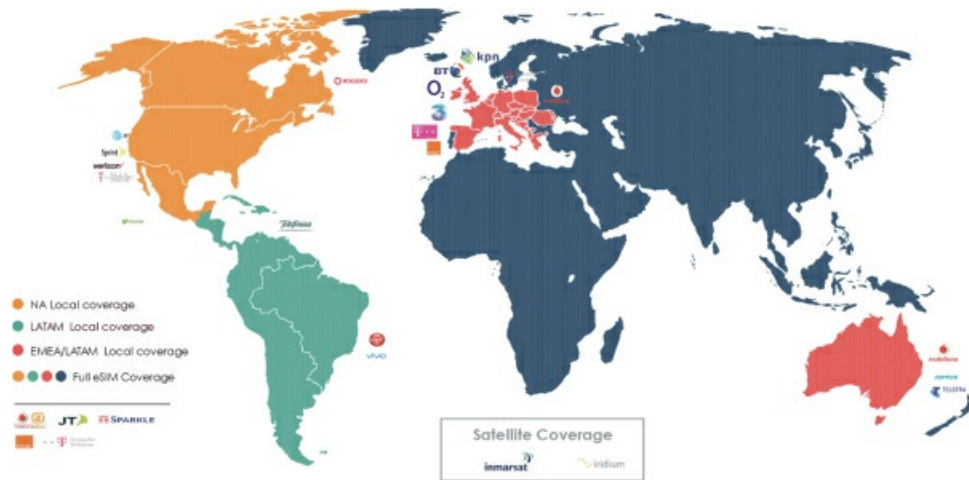 kpn
BT
O2
3
T
ROGERS
vodafone
Sprint
verizon
T Mobile
Telefónica
NA Local coverage
LATAM Local coverage
EMEA/LATAM Local coverage
Full eSIM Coverage
vivo
vodafone
OPTUS
TELSTRA
JT
SPARKLE
T
Satellite Coverage
inmarsat
iridium